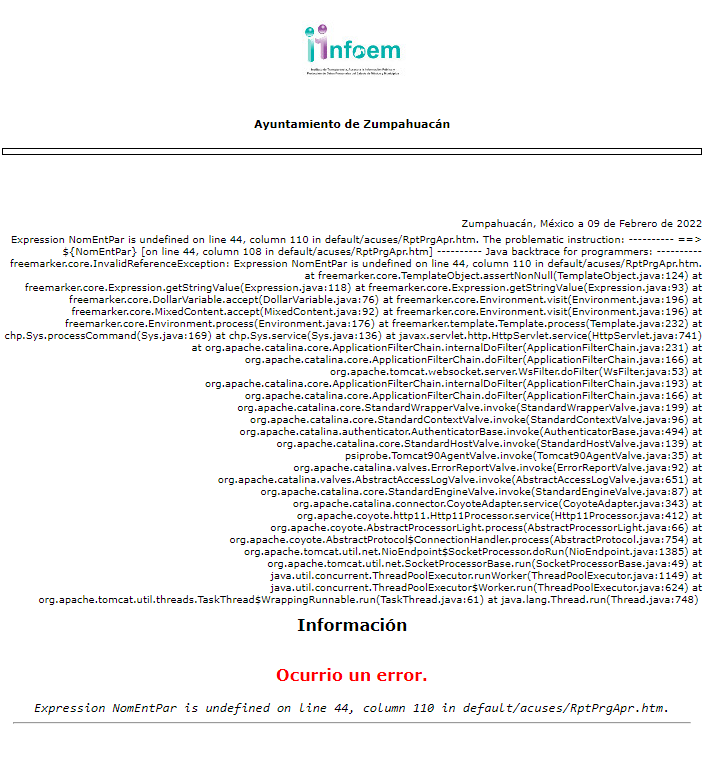 infoem
Instituto de Transparencia, Acceso a la Información Pública y
Protección de Datos Personales del Estado de México y Municipios
Ayuntamiento de Zumpahuacán
Zumpahuacán, México a 09 de Febrero de 2022
Expression NomEntPar is undefined on line 44, column 110 in default/acuses/RptPrgApr.htm. The problematic instruction: ---------- ==>
${NomEntPar} [on line 44, column 108 in default/acuses/RptPrgApr.htm] ---------- Java backtrace for programmers: ----------
freemarker.core.InvalidReferenceException: Expression NomEntPar is undefined on line 44, column 110 in default/acuses/RptPrgApr.htm.
at freemarker.core.TemplateObject.assertNonNull(TemplateObject.java:124) at
freemarker.core.Expression.getStringValue(Expression.java:118) at freemarker.core.Expression.getStringValue(Expression.java:93) at
freemarker.core.DollarVariable.accept(DollarVariable.java:76) at freemarker.core.Environment.visit(Environment.java:196) at
freemarker.core.MixedContent.accept(MixedContent.java:92) at freemarker.core.Environment.visit(Environment.java:196) at
freemarker.core.Environment.process(Environment.java:176) at freemarker.template.Template.process(Template.java:232) at
chp.Sys.processCommand(Sys.java:169) at chp.Sys.service(Sys.java:136) at javax.servlet.http.HttpServlet.service(HttpServlet.java:741)
at org.apache.catalina.core.ApplicationFilterChain.internalDoFilter(ApplicationFilterChain.java:231) at
org.apache.catalina.core.ApplicationFilterChain.doFilter(ApplicationFilterChain.java:166) at
org.apache.tomcat.websocket.server.WsFilter.doFilter(WsFilter.java:53) at
org.apache.catalina.core.ApplicationFilterChain.internalDoFilter(ApplicationFilterChain.java:193) at
org.apache.catalina.core.ApplicationFilterChain.doFilter(ApplicationFilterChain.java:166) at
org.apache.catalina.core.StandardWrapperValve.invoke(StandardWrapperValve.java:199) at
org.apache.catalina.core.StandardContextValve.invoke(StandardContextValve.java:96) at
org.apache.catalina.authenticator.AuthenticatorBase.invoke(AuthenticatorBase.java:494) at
org.apache.catalina.core.StandardHostValve.invoke(StandardHostValve.java:139) at
psiprobe.Tomcat90AgentValve.invoke(Tomcat90AgentValve.java:35) at
org.apache.catalina.valves.ErrorReportValve.invoke(ErrorReportValve.java:92) at
org.apache.catalina.valves.AbstractAccessLogValve.invoke(AbstractAccessLogValve.java:651) at
org.apache.catalina.core.StandardEngineValve.invoke(StandardEngineValve.java:87) at
org.apache.catalina.connector.CoyoteAdapter.service(CoyoteAdapter.java:343) at
org.apache.coyote.http11.Http11Processor.service(Http11Processor.java:412) at
org.apache.coyote.AbstractProcessorLight.process(AbstractProcessorLight.java:66) at
org.apache.coyote.AbstractProtocol$ConnectionHandler.process(AbstractProtocol.java:754) at
org.apache.tomcat.util.net.NioEndpoint$SocketProcessor.doRun(NioEndpoint.java:1385) at
org.apache.tomcat.util.net.SocketProcessorBase.run(SocketProcessorBase.java:49) at
java.util.concurrent.ThreadPoolExecutor.runWorker(ThreadPoolExecutor.java:1149) at
java.util.concurrent.ThreadPoolExecutor$Worker.run(ThreadPoolExecutor.java:624) at
org.apache.tomcat.util.threads.TaskThread$WrappingRunnable.run(TaskThread.java:61) at java.lang.Thread.run(Thread.java:748)
Información
Ocurrio un error.
Expression NomEntPar is undefined on line 44, column 110 in default/acuses/RptPrgApr.htm.